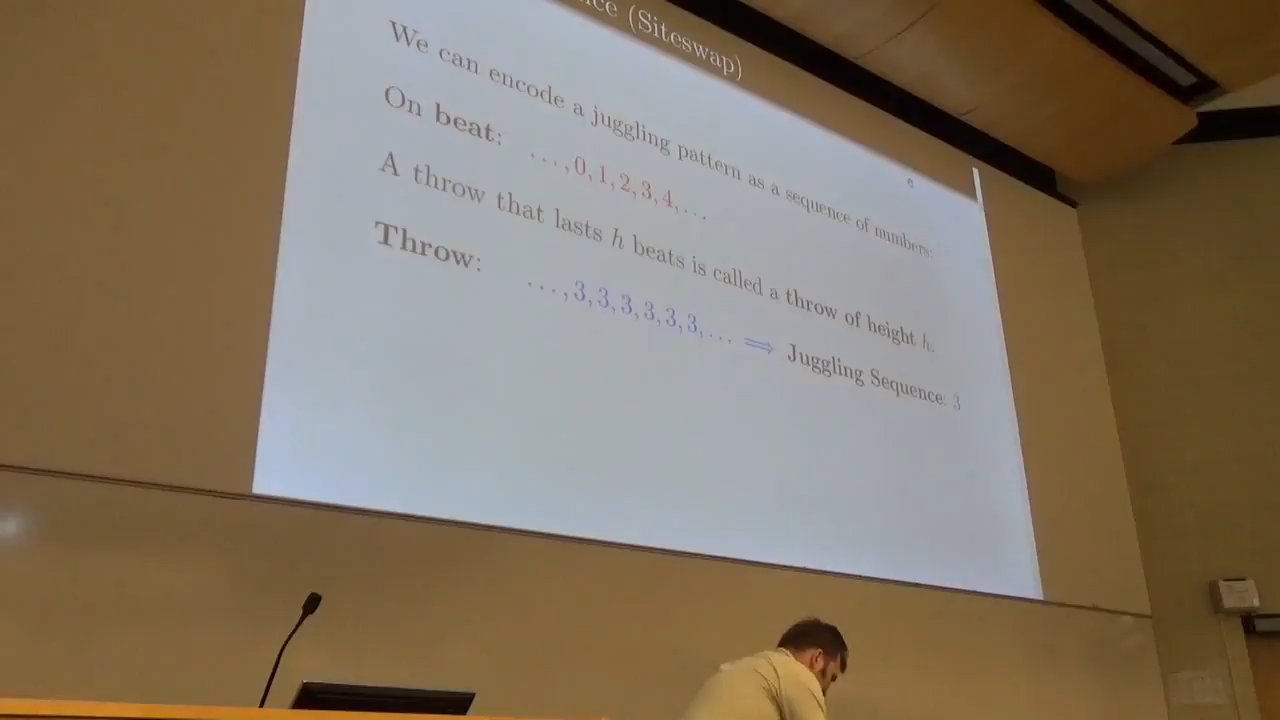 (Siteswap)
We can encode a juggling pattern as a sequence of numbers:
On beat: ...,0,1,2,3,4,...
A throw that lasts h beats is called a throw of height h.
Throw: ...,3,3,3,3,3,3,... ⟹ Juggling Sequence: 3